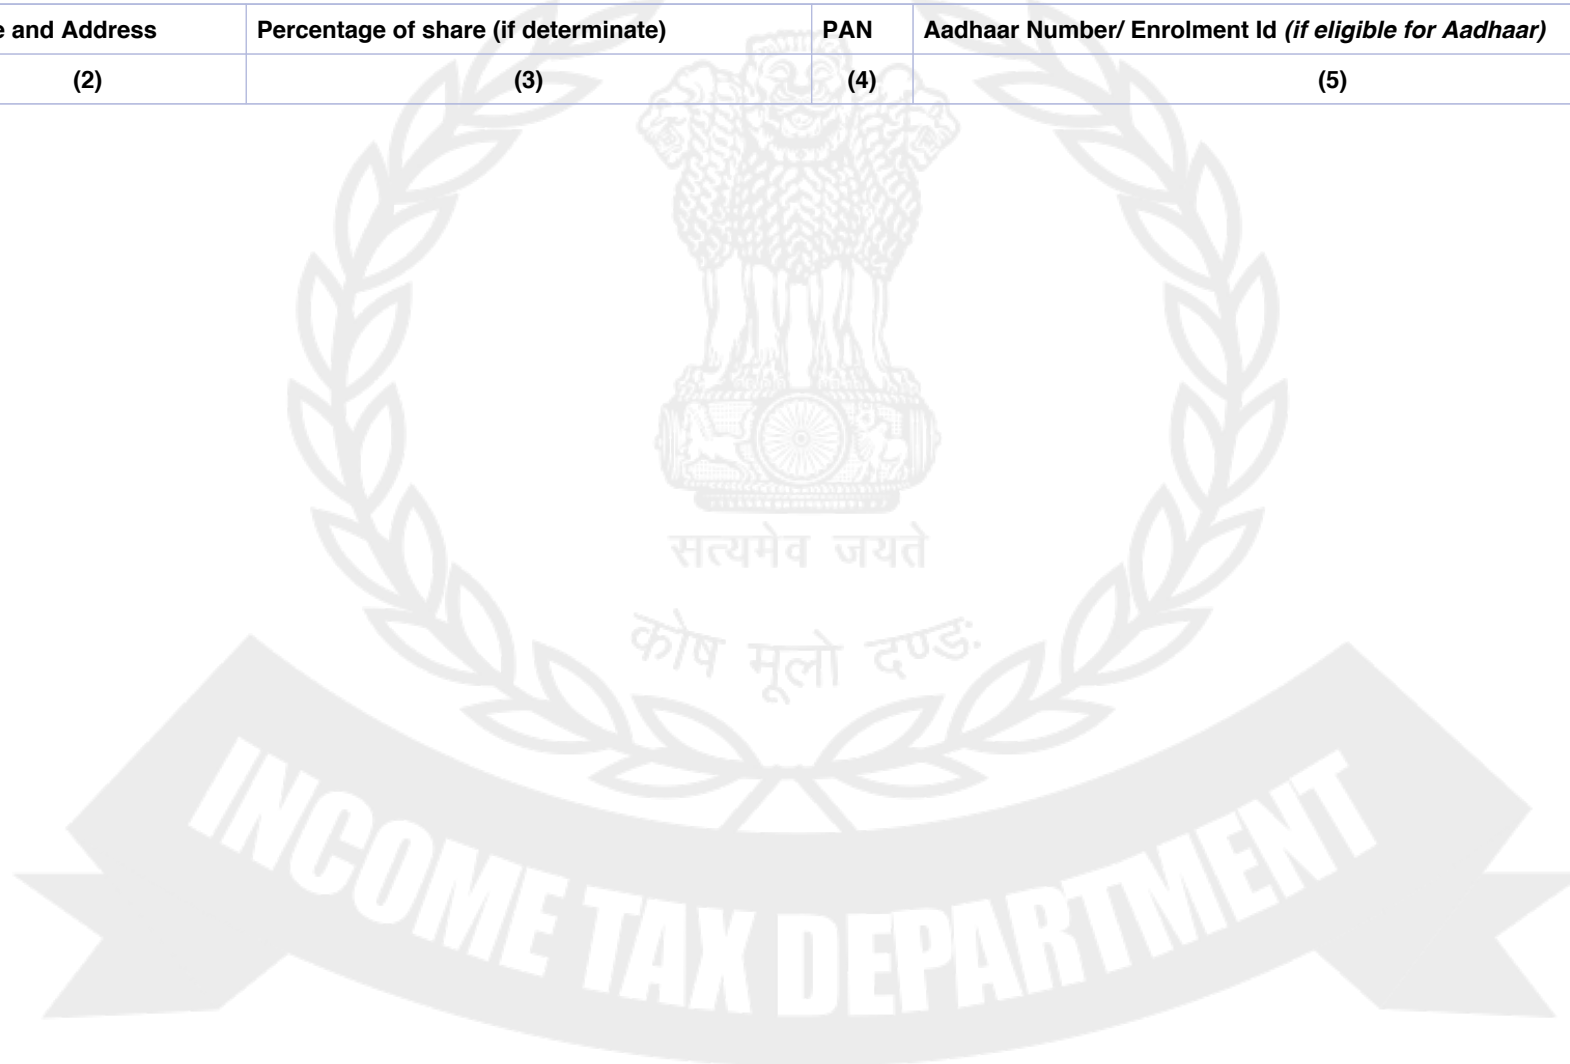 e and Address Percentage of share (if determinate) PAN Aadhaar Number/ Enrolment Id (if eligible for Aadhaar)
(2) (3) (4) (5)
सत्यमेव जयते
कोष मूलो दण्डः
INCOME TAX DEPARTMENT